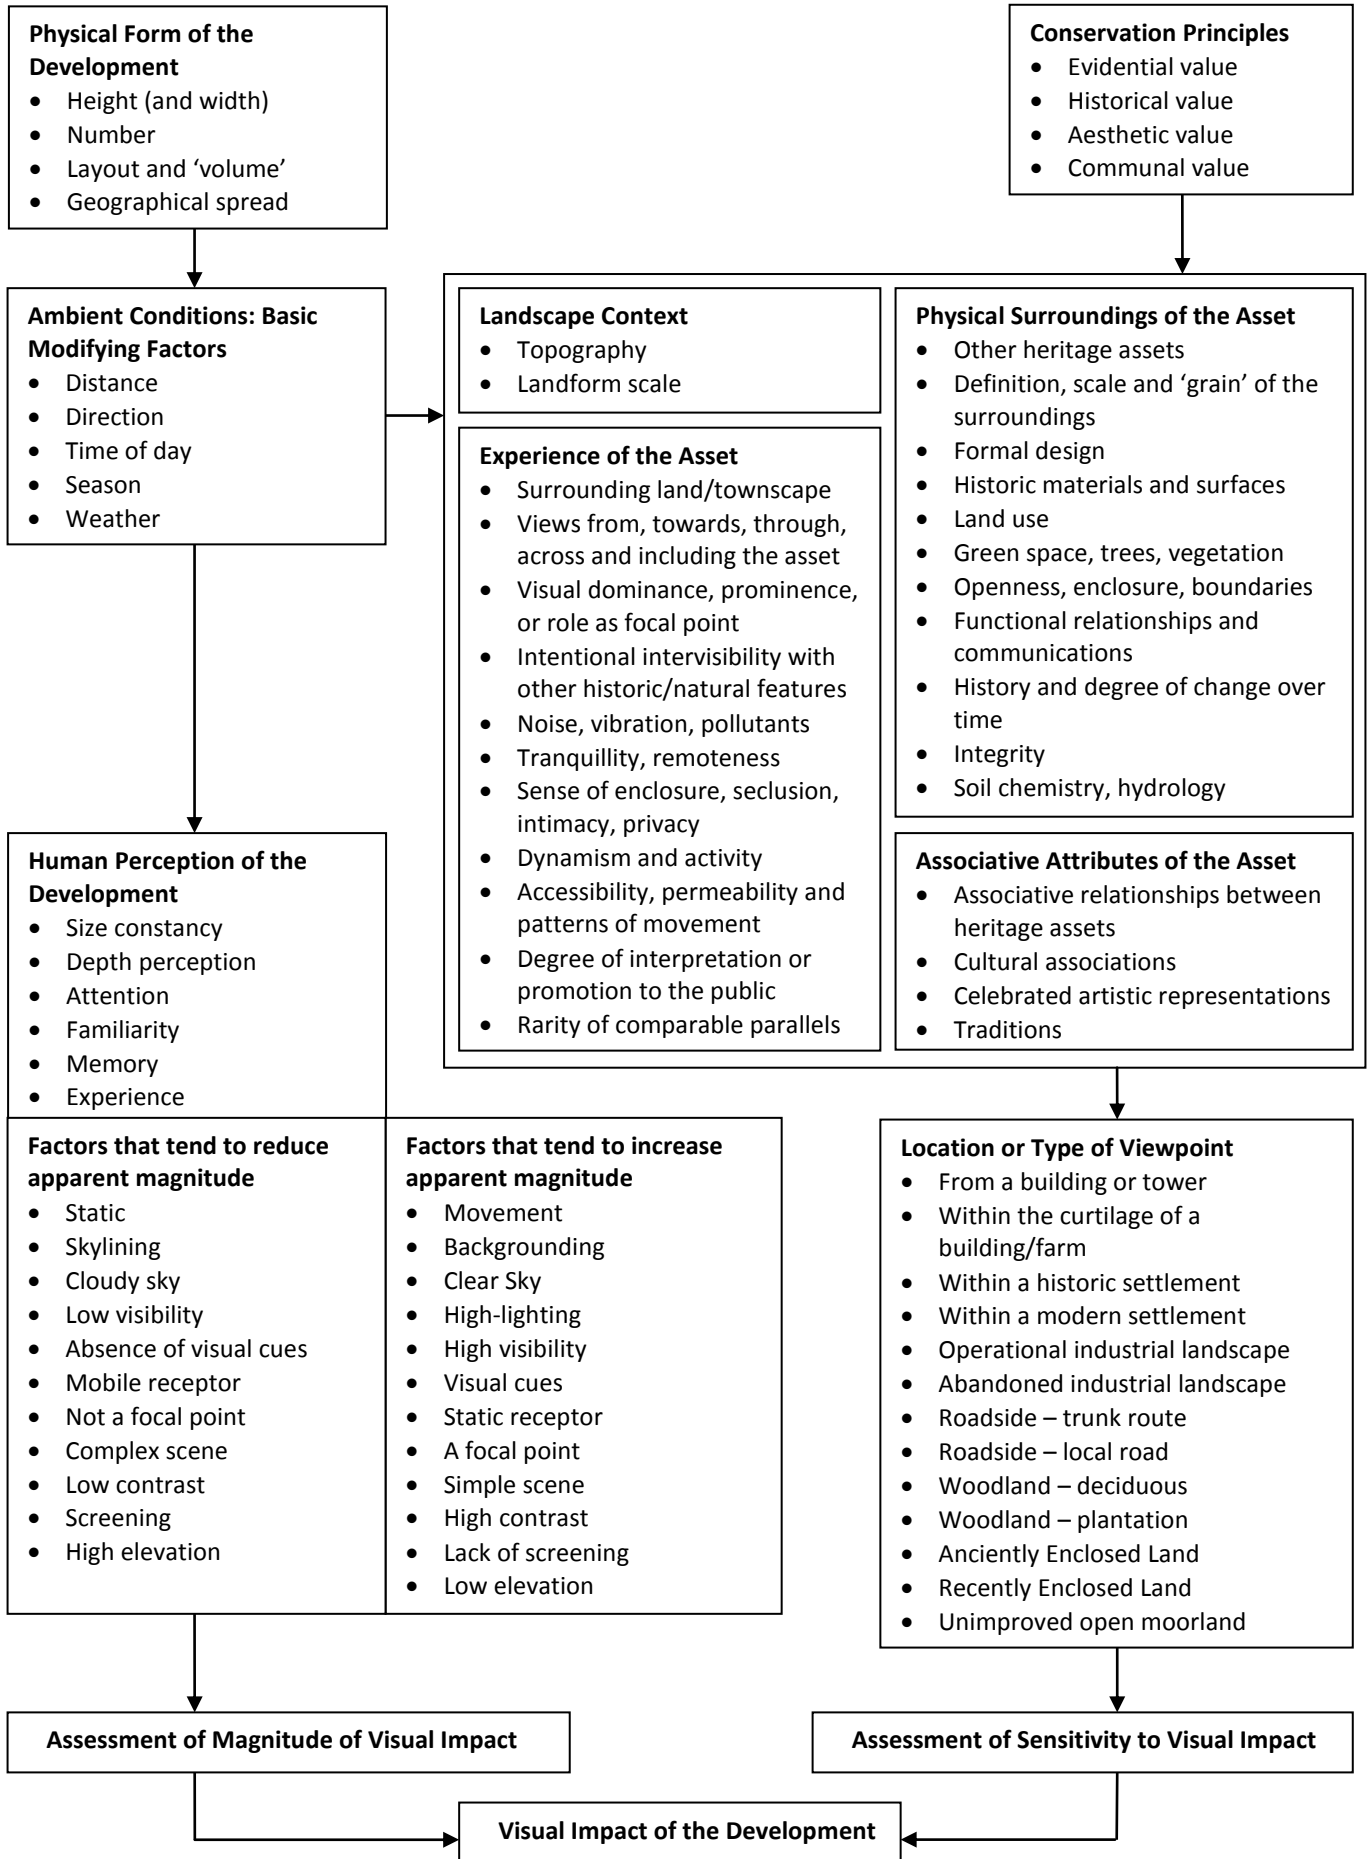 Physical Form of the
Development
• Height (and width)
• Number
• Layout and ‘volume’
• Geographical spread
Conservation Principles
• Evidential value
• Historical value
• Aesthetic value
• Communal value
Ambient Conditions: Basic
Modifying Factors
• Distance
• Direction
• Time of day
• Season
• Weather
Landscape Context
• Topography
• Landform scale
Experience of the Asset
• Surrounding land/townscape
• Views from, towards, through,
across and including the asset
• Visual dominance, prominence,
or role as focal point
• Intentional intervisibility with
other historic/natural features
• Noise, vibration, pollutants
• Tranquillity, remoteness
• Sense of enclosure, seclusion,
intimacy, privacy
• Dynamism and activity
• Accessibility, permeability and
patterns of movement
• Degree of interpretation or
promotion to the public
• Rarity of comparable parallels
Physical Surroundings of the Asset
• Other heritage assets
• Definition, scale and ‘grain’ of the
surroundings
• Formal design
• Historic materials and surfaces
• Land use
• Green space, trees, vegetation
• Openness, enclosure, boundaries
• Functional relationships and
communications
• History and degree of change over
time
• Integrity
• Soil chemistry, hydrology
Associative Attributes of the Asset
• Associative relationships between
heritage assets
• Cultural associations
• Celebrated artistic representations
• Traditions
Human Perception of the
Development
• Size constancy
• Depth perception
• Attention
• Familiarity
• Memory
• Experience
Factors that tend to reduce
apparent magnitude
• Static
• Skylining
• Cloudy sky
• Low visibility
• Absence of visual cues
• Mobile receptor
• Not a focal point
• Complex scene
• Low contrast
• Screening
• High elevation
Factors that tend to increase
apparent magnitude
• Movement
• Backgrounding
• Clear Sky
• High-lighting
• High visibility
• Visual cues
• Static receptor
• A focal point
• Simple scene
• High contrast
• Lack of screening
• Low elevation
Location or Type of Viewpoint
• From a building or tower
• Within the curtilage of a
building/farm
• Within a historic settlement
• Within a modern settlement
• Operational industrial landscape
• Abandoned industrial landscape
• Roadside – trunk route
• Roadside – local road
• Woodland – deciduous
• Woodland – plantation
• Anciently Enclosed Land
• Recently Enclosed Land
• Unimproved open moorland
Assessment of Magnitude of Visual Impact
Assessment of Sensitivity to Visual Impact
Visual Impact of the Development